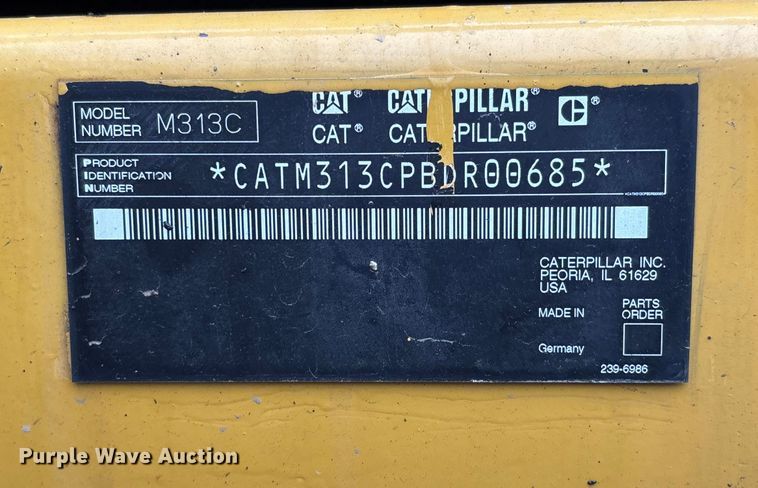 MODEL NUMBER M313C
CAT® CATERPILLAR® C®
CAT® CATERPILLAR®
PRODUCT
IDENTIFICATION
NUMBER
*CATM313CPBDR00685*
*CATM313CPBDR00685*
CATERPILLAR INC.
PEORIA, IL 61629
USA
MADE IN
PARTS
ORDER
Germany
239-6986
Purple Wave Auction